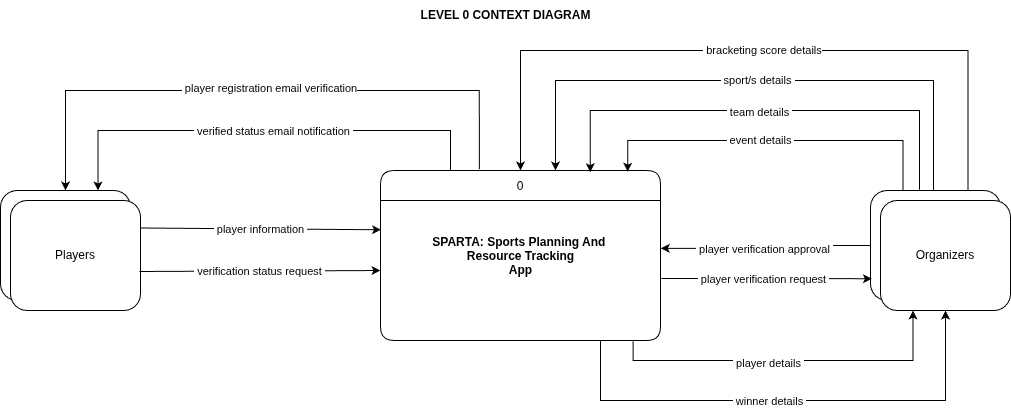 LEVEL 0 CONTEXT DIAGRAM
bracketing score details
sport/s details
player registration email verification
team details
verified status email notification
event details
0
player information
SPARTA: Sports Planning And
Resource Tracking
App
player verification approval
Players
Organizers
verification status request
player verification request
player details
winner details